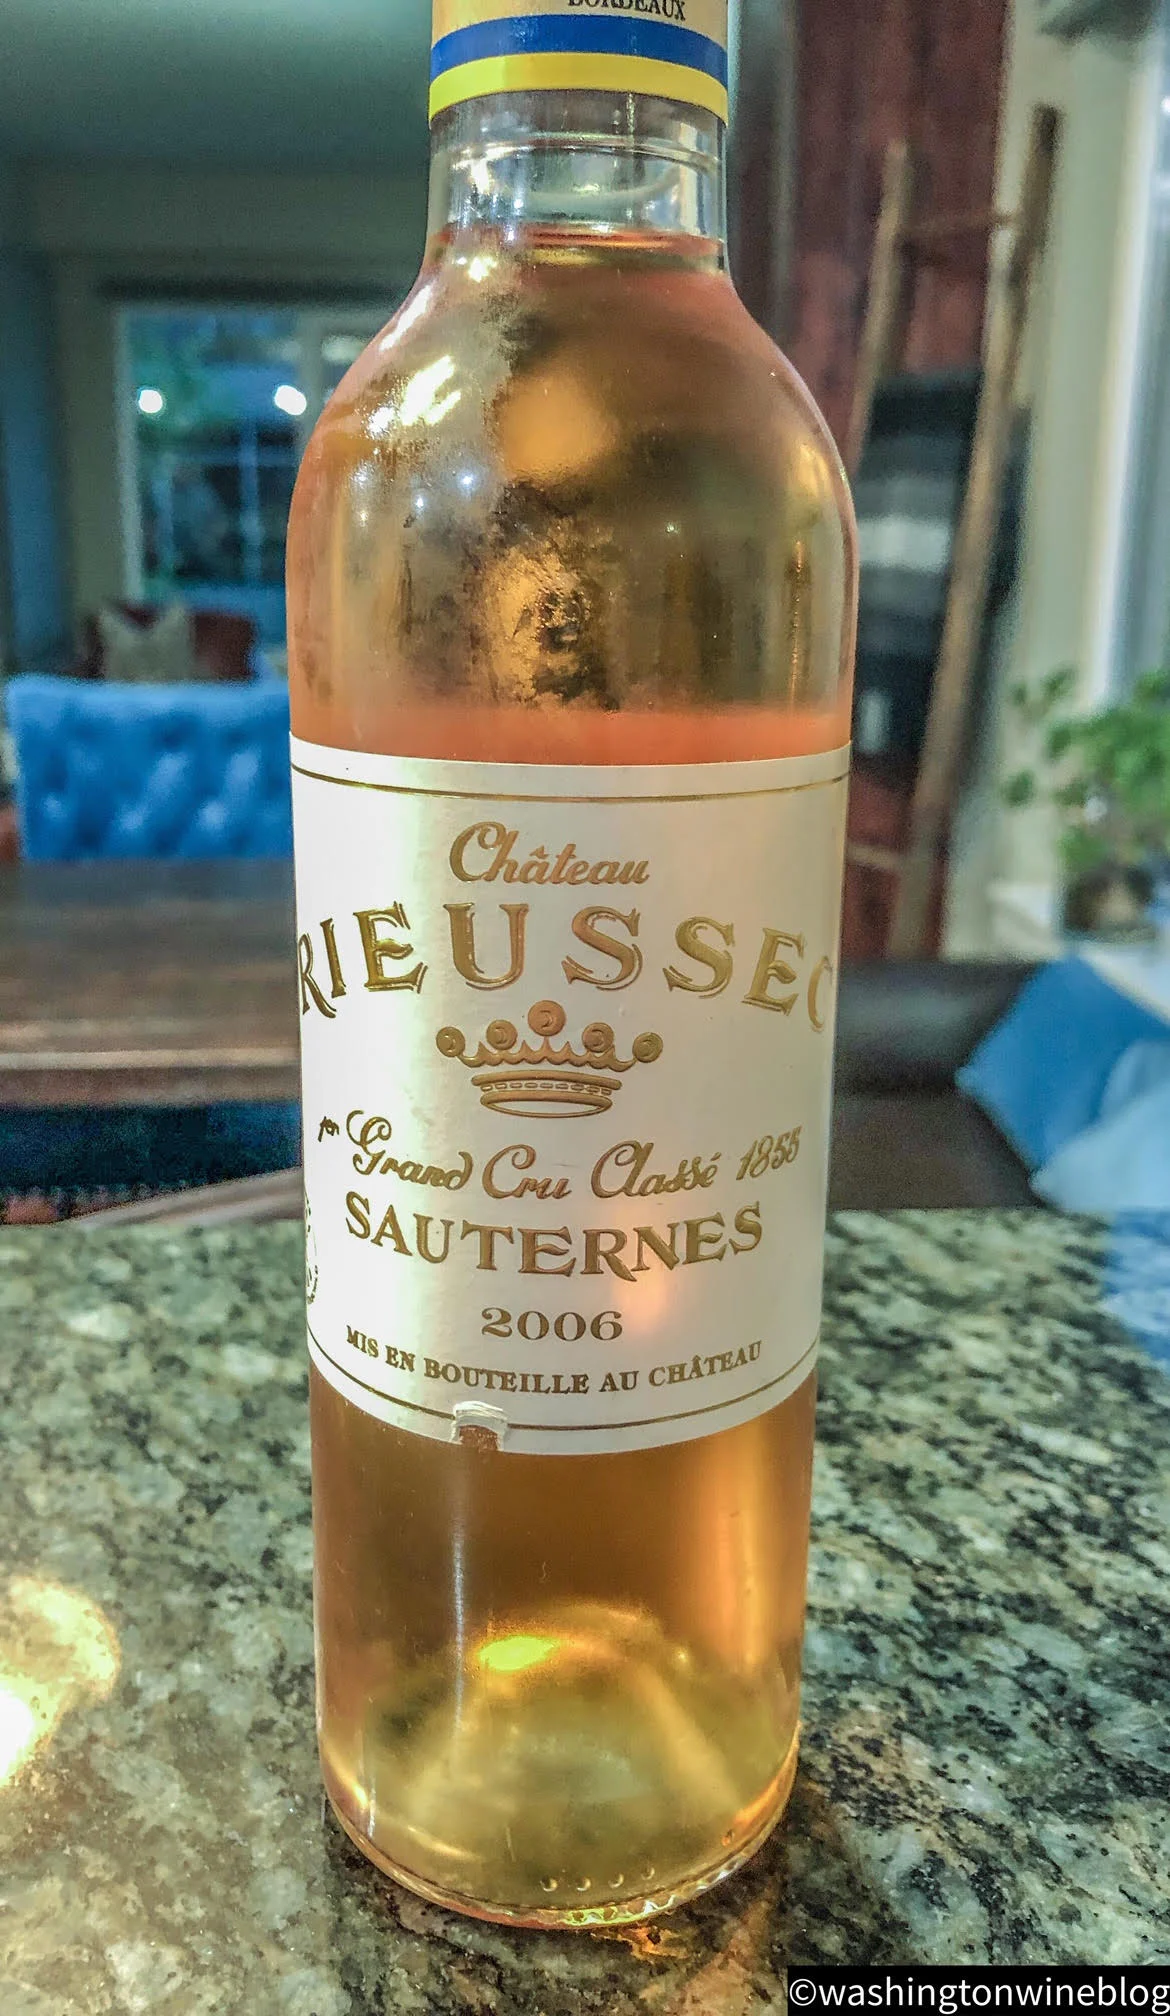 BORDEAUX
Château
RIEUSSEC
1er Grand Cru Classé 1855
SAUTERNES
2006
MIS EN BOUTEILLE AU CHÂTEAU
©washingtonwineblog